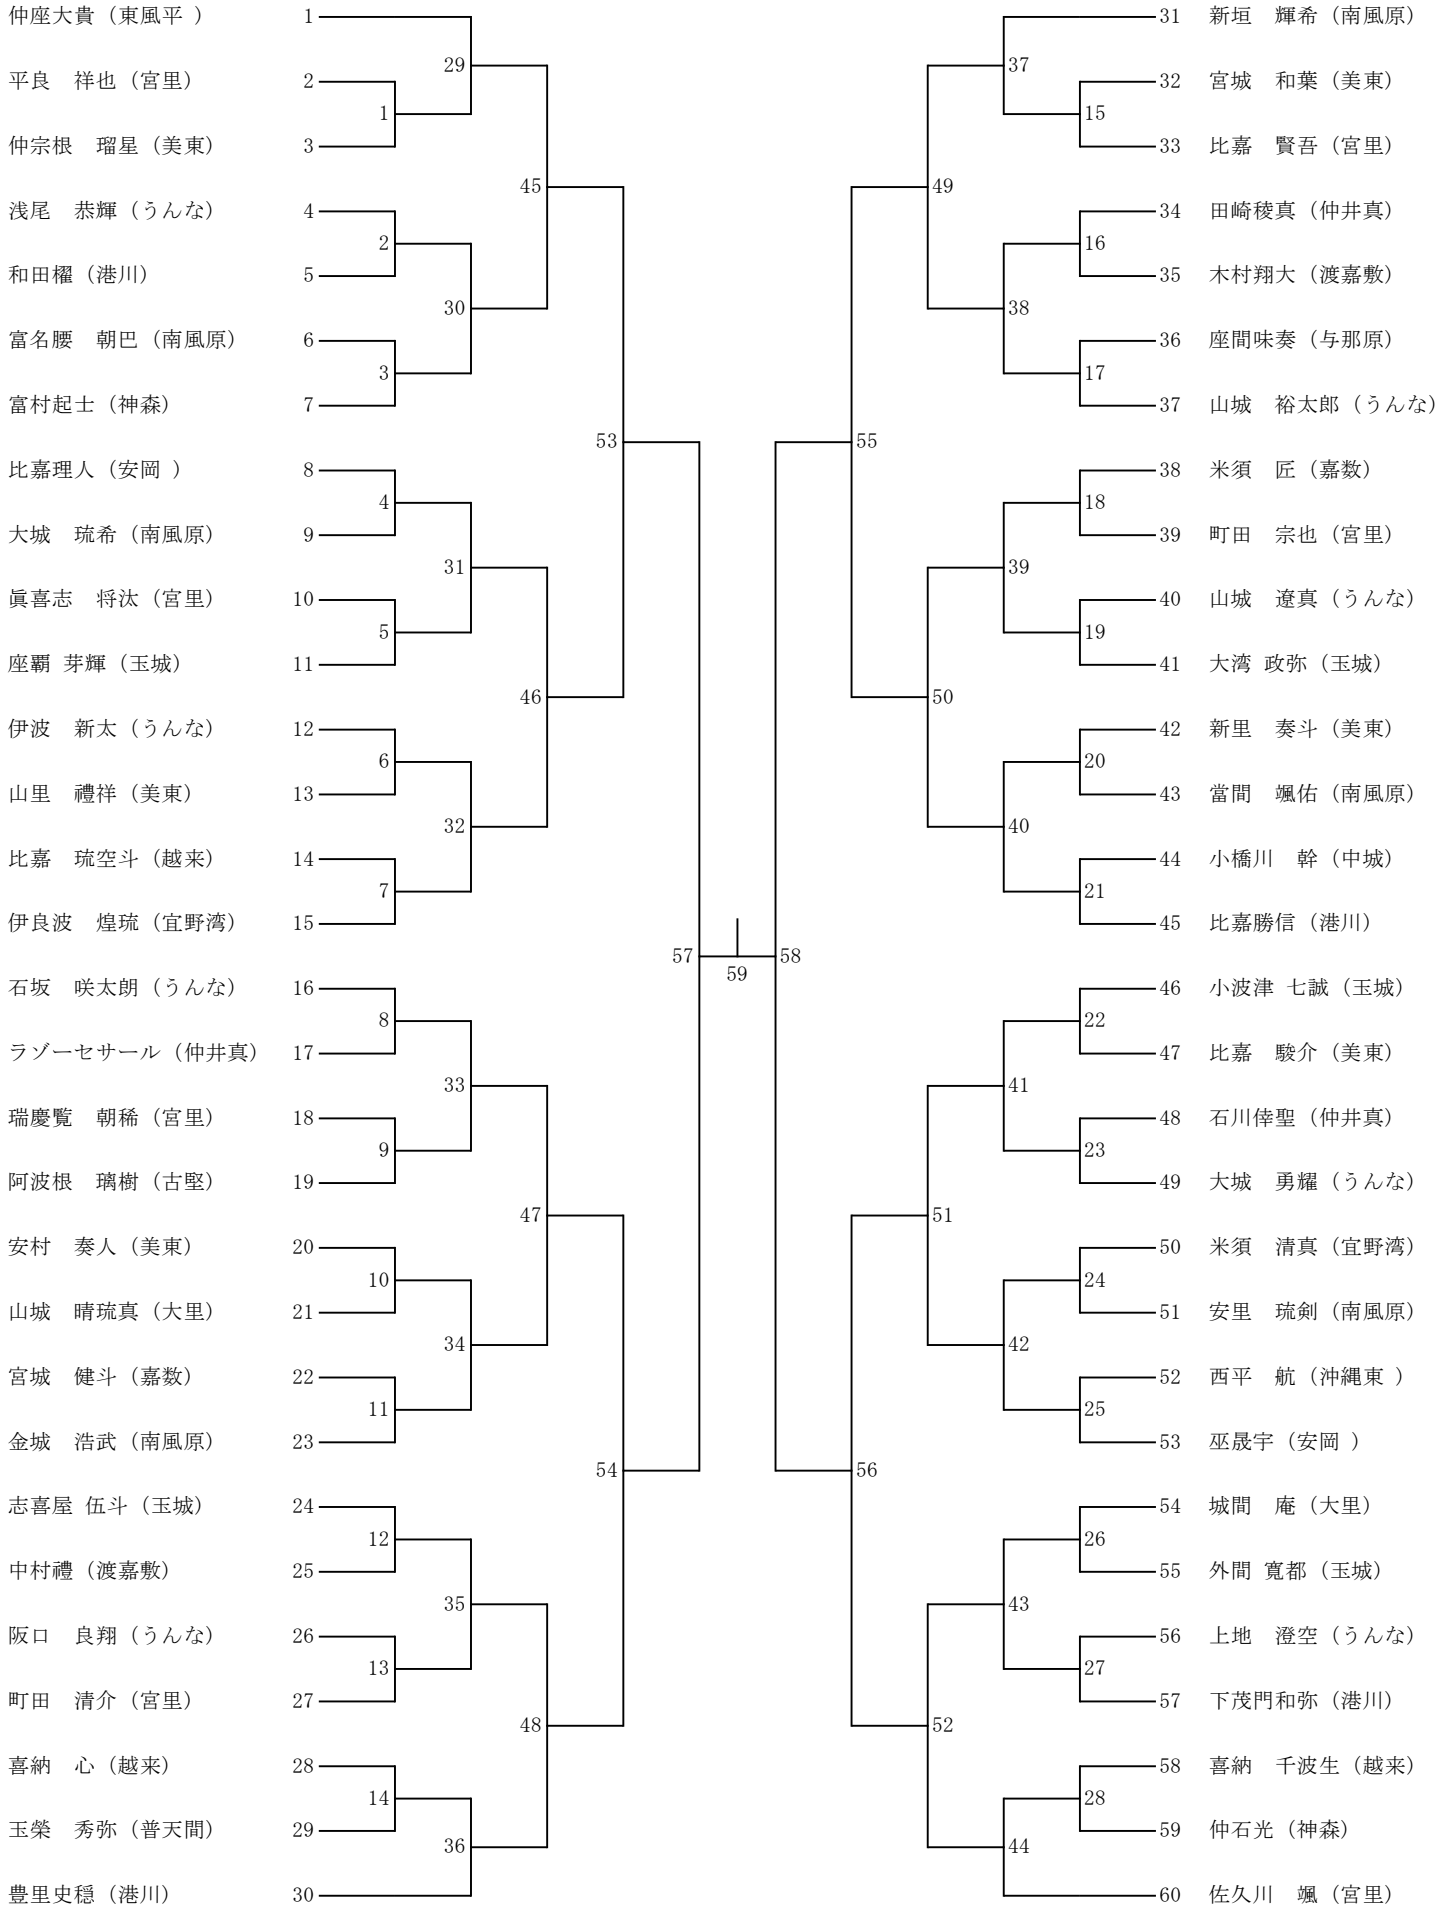 仲座大貴（東風平 ） 1
平良　祥也（宮里） 2
仲宗根　瑠星（美東） 3
浅尾　恭輝（うんな） 4
和田櫂（港川） 5
富名腰　朝巴（南風原） 6
富村起士（神森） 7
比嘉理人（安岡 ） 8
大城　琉希（南風原） 9
眞喜志　将汰（宮里） 10
座覇 芽輝（玉城） 11
伊波　新太（うんな） 12
山里　禮祥（美東） 13
比嘉　琉空斗（越来） 14
伊良波　煌琉（宜野湾） 15
石坂　咲太朗（うんな） 16
ラゾーセサール（仲井真） 17
瑞慶覧　朝稀（宮里） 18
阿波根　璃樹（古堅） 19
安村　奏人（美東） 20
山城　晴琉真（大里） 21
宮城　健斗（嘉数） 22
金城　浩武（南風原） 23
志喜屋 伍斗（玉城） 24
中村禮（渡嘉敷） 25
阪口　良翔（うんな） 26
町田　清介（宮里） 27
喜納　心（越来） 28
玉榮　秀弥（普天間） 29
豊里史穏（港川） 30
1
2
3
4
5
6
7
8
9
10
11
12
13
14
29
30
31
32
33
34
35
36
45
46
47
48
53
54
57
59
58
55
56
49
50
51
52
37
38
39
40
41
42
43
44
15
16
17
18
19
20
21
22
23
24
25
26
27
28
31 新垣　輝希（南風原）
32 宮城　和葉（美東）
33 比嘉　賢吾（宮里）
34 田崎稜真（仲井真）
35 木村翔大（渡嘉敷）
36 座間味奏（与那原）
37 山城　裕太郎（うんな）
38 米須　匠（嘉数）
39 町田　宗也（宮里）
40 山城　遼真（うんな）
41 大湾 政弥（玉城）
42 新里　奏斗（美東）
43 當間　颯佑（南風原）
44 小橋川　幹（中城）
45 比嘉勝信（港川）
46 小波津 七誠（玉城）
47 比嘉　駿介（美東）
48 石川倖聖（仲井真）
49 大城　勇耀（うんな）
50 米須　清真（宜野湾）
51 安里　琉剣（南風原）
52 西平　航（沖縄東 ）
53 巫晟宇（安岡 ）
54 城間　庵（大里）
55 外間 寛都（玉城）
56 上地　澄空（うんな）
57 下茂門和弥（港川）
58 喜納　千波生（越来）
59 仲石光（神森）
60 佐久川　颯（宮里）